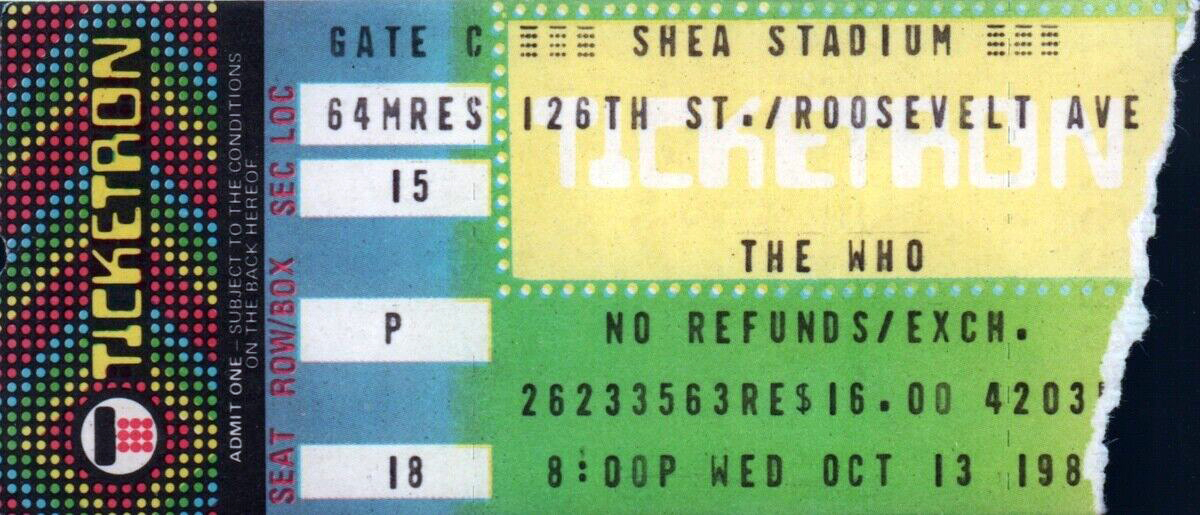 TICKETRON
ADMIT ONE – SUBJECT TO THE CONDITIONS
ON THE BACK HEREOF
SEC LOC
ROW/BOX
SEAT
GATE C
64MRES
15
P
18
SHEA STADIUM
126TH ST./ROOSEVELT AVE
TICKETRON
THE WHO
NO REFUNDS/EXCH.
26233563RE$16.00 4203
8:00P WED OCT 13 198